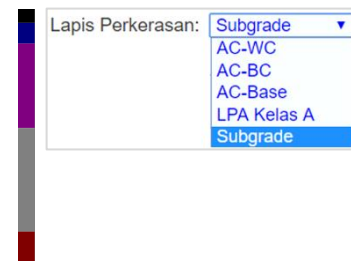 Lapis Perkerasan: Subgrade
AC-WC
AC-BC
AC-Base
LPA Kelas A
Subgrade